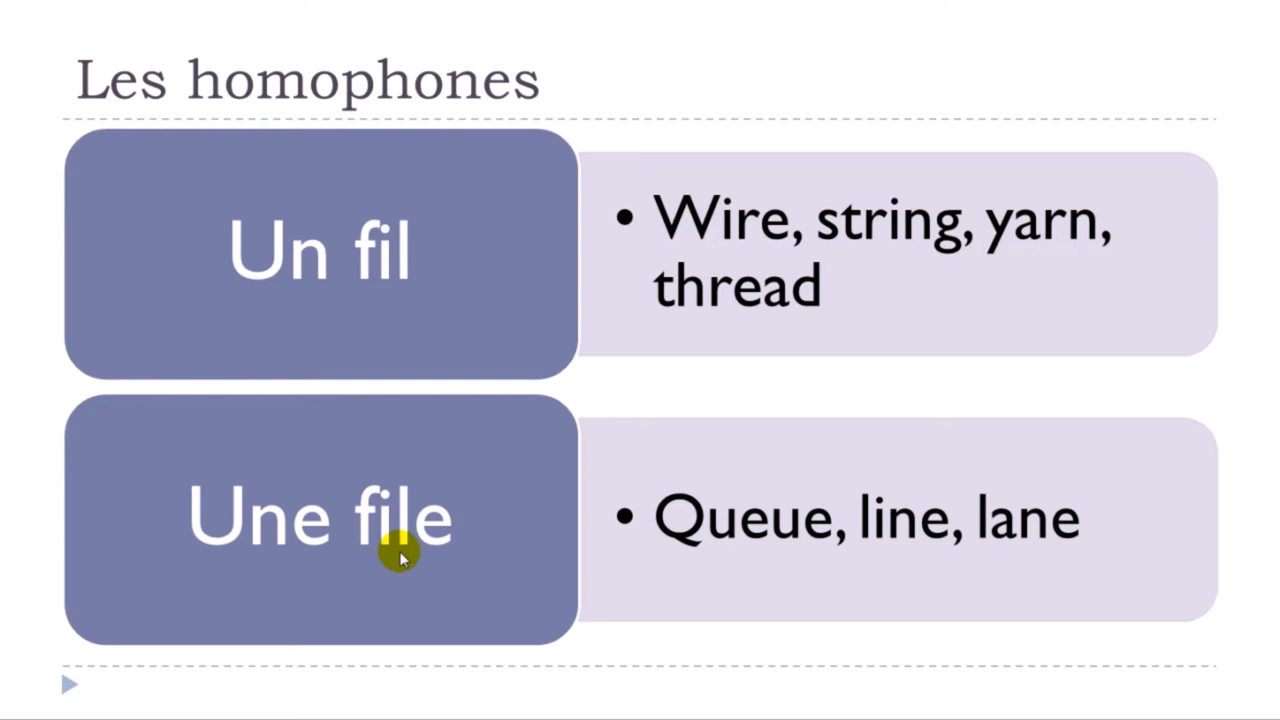 Les homophones
Un fil
• Wire, string, yarn,
thread
Une file
• Queue, line, lane